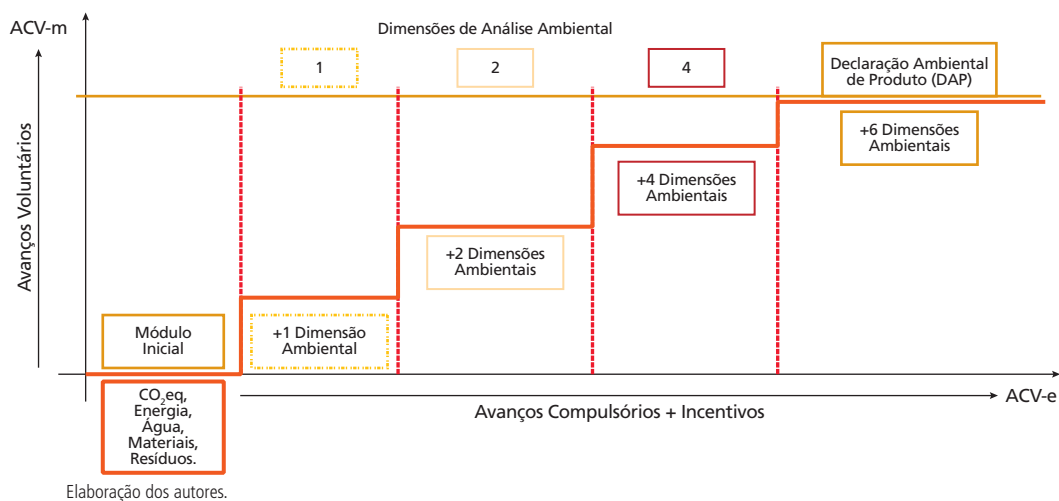 ACV-m
Dimensões de Análise Ambiental
1
2
4
Declaração Ambiental
de Produto (DAP)
+6 Dimensões
Ambientais
+4 Dimensões
Ambientais
+2 Dimensões
Ambientais
Avanços Voluntários
Módulo
Inicial
+1 Dimensão
Ambiental
ACV-e
CO₂eq,
Energia,
Água,
Materiais,
Resíduos.
Avanços Compulsórios + Incentivos
Elaboração dos autores.